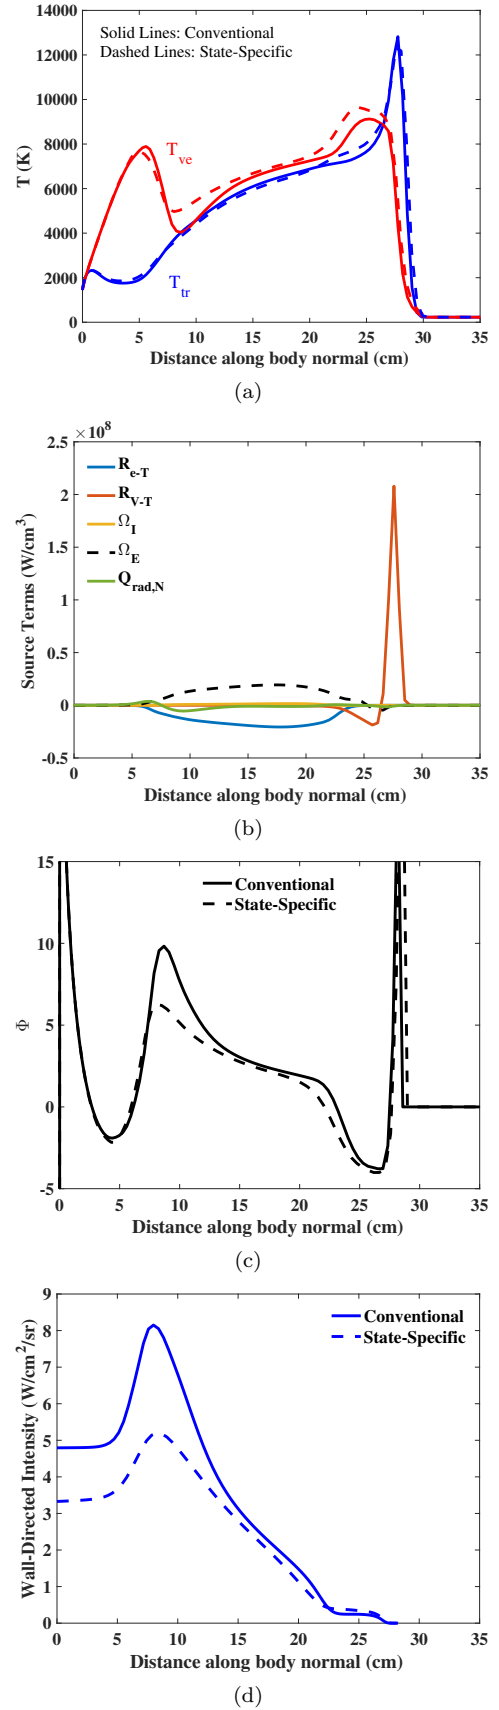 14000
12000
10000
8000
6000
4000
2000
0
T (K)
Solid Lines: Conventional
Dashed Lines: State-Specific
T_ve
T_tr
0 5 10 15 20 25 30 35
Distance along body normal (cm)
(a)
×10^8
2.5
2
1.5
1
0.5
0
-0.5
Source Terms (W/cm^3)
R_e-T
R_V-T
Ω_I
Ω_E
Q_rad,N
0 5 10 15 20 25 30 35
Distance along body normal (cm)
(b)
15
10
5
0
-5
Φ
Conventional
State-Specific
0 5 10 15 20 25 30 35
Distance along body normal (cm)
(c)
9
8
7
6
5
4
3
2
1
0
Wall-Directed Intensity (W/cm^2/sr)
Conventional
State-Specific
0 5 10 15 20 25 30 35
Distance along body normal (cm)
(d)